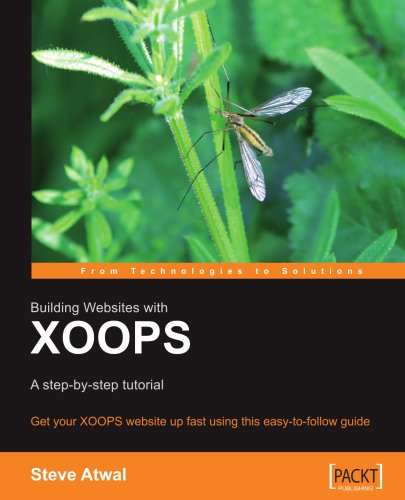 From Technologies to Solutions
Building Websites with
XOOPS
A step-by-step tutorial
Get your XOOPS website up fast using this easy-to-follow guide
Steve Atwal
[PACKT]
PUBLISHING